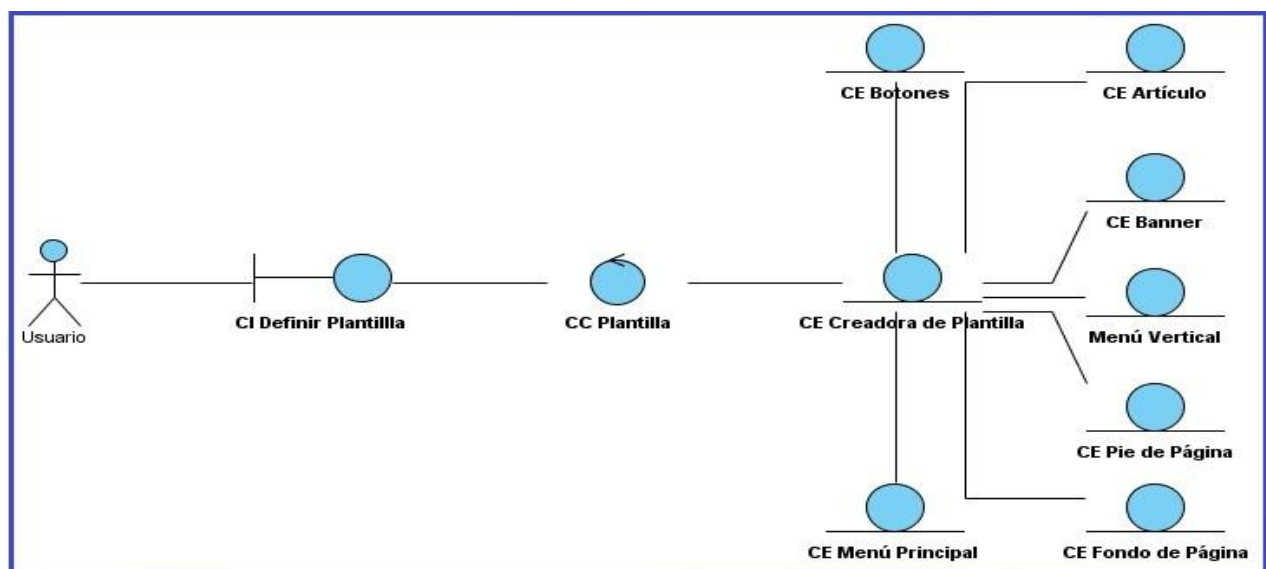 CE Botones
CE Artículo
CE Banner
Usuario
CI Definir Plantillla
CC Plantilla
CE Creadora de Plantilla
Menú Vertical
CE Pie de Página
CE Menú Principal
CE Fondo de Página